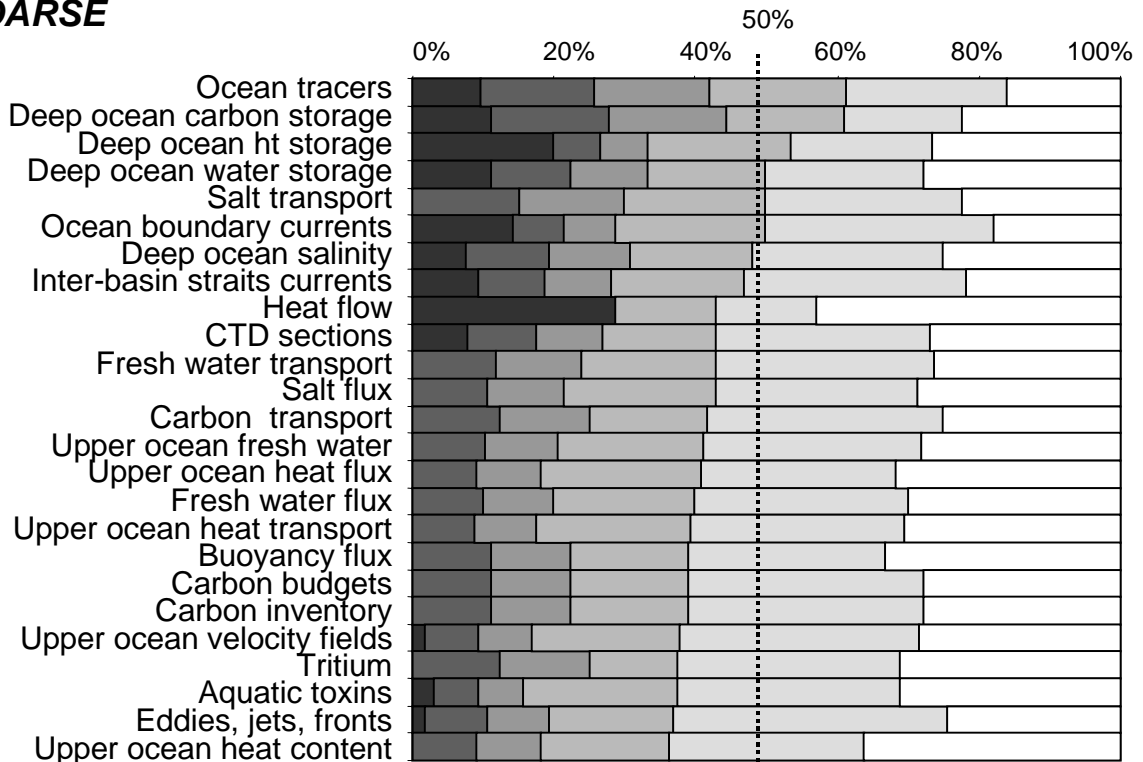 OARSE
50%
0% 20% 40% 60% 80% 100%
Ocean tracers
Deep ocean carbon storage
Deep ocean ht storage
Deep ocean water storage
Salt transport
Ocean boundary currents
Deep ocean salinity
Inter-basin straits currents
Heat flow
CTD sections
Fresh water transport
Salt flux
Carbon transport
Upper ocean fresh water
Upper ocean heat flux
Fresh water flux
Upper ocean heat transport
Buoyancy flux
Carbon budgets
Carbon inventory
Upper ocean velocity fields
Tritium
Aquatic toxins
Eddies, jets, fronts
Upper ocean heat content